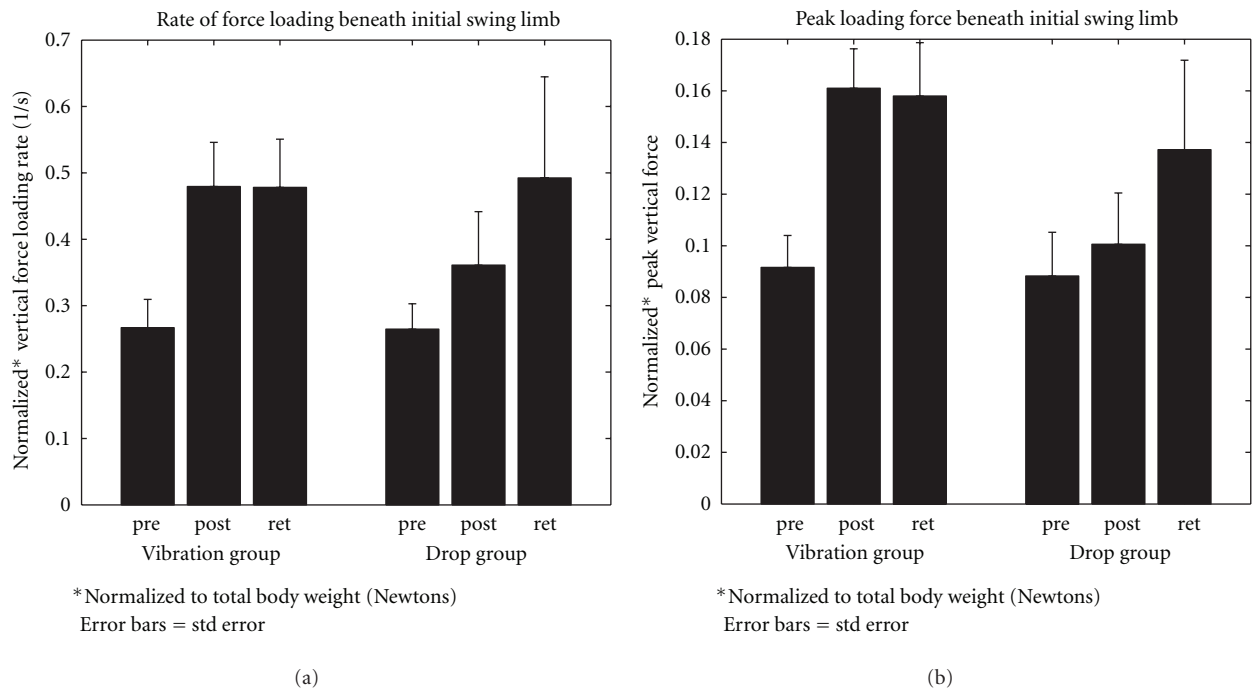 Rate of force loading beneath initial swing limb
Normalized* vertical force loading rate (1/s)
0.7
0.6
0.5
0.4
0.3
0.2
0.1
0
pre post ret pre post ret
Vibration group Drop group
*Normalized to total body weight (Newtons)
Error bars = std error
(a)
Peak loading force beneath initial swing limb
Normalized* peak vertical force
0.18
0.16
0.14
0.12
0.1
0.08
0.06
0.04
0.02
0
pre post ret pre post ret
Vibration group Drop group
*Normalized to total body weight (Newtons)
Error bars = std error
(b)